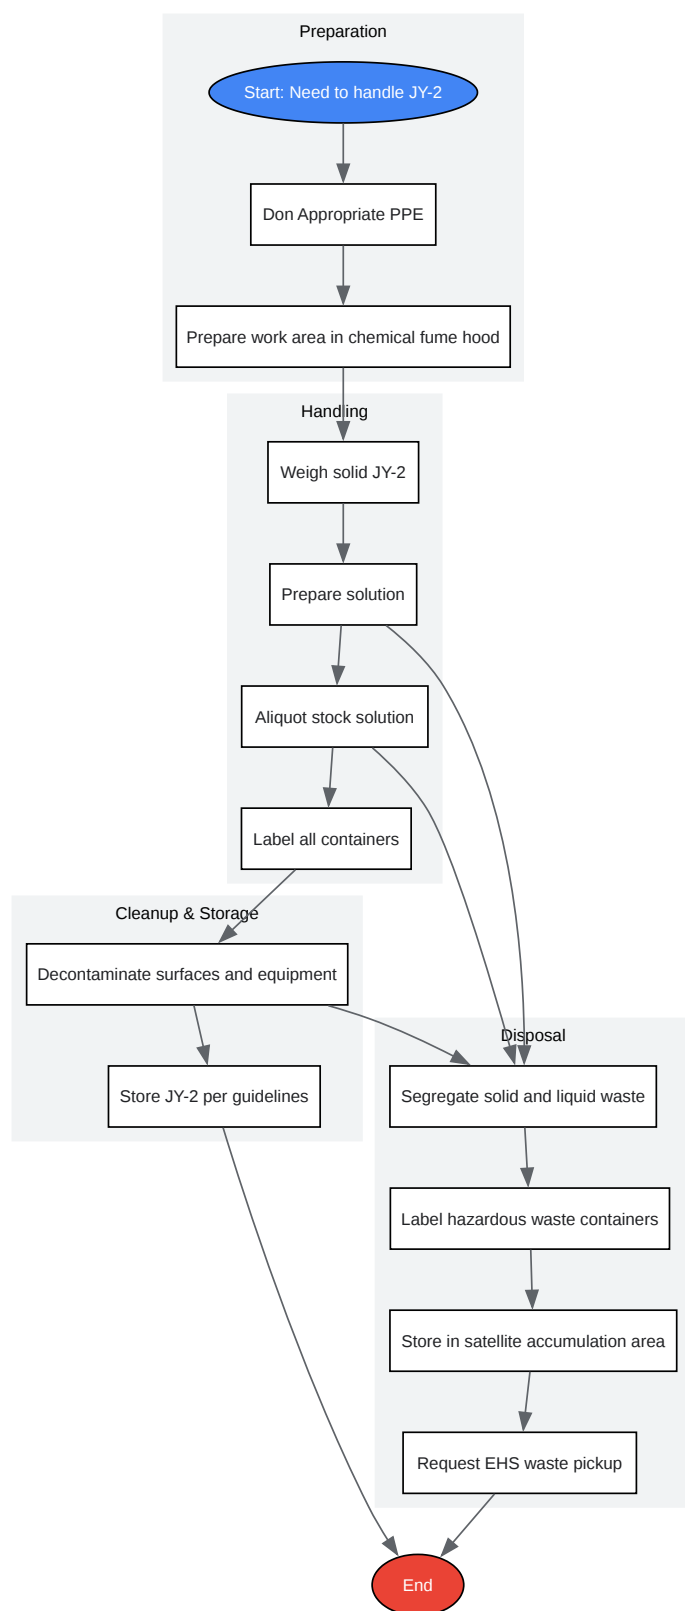 Preparation
Start: Need to handle JY-2
Don Appropriate PPE
Prepare work area in chemical fume hood
Handling
Weigh solid JY-2
Prepare solution
Aliquot stock solution
Label all containers
Cleanup & Storage
Decontaminate surfaces and equipment
Store JY-2 per guidelines
Disposal
Segregate solid and liquid waste
Label hazardous waste containers
Store in satellite accumulation area
Request EHS waste pickup
End